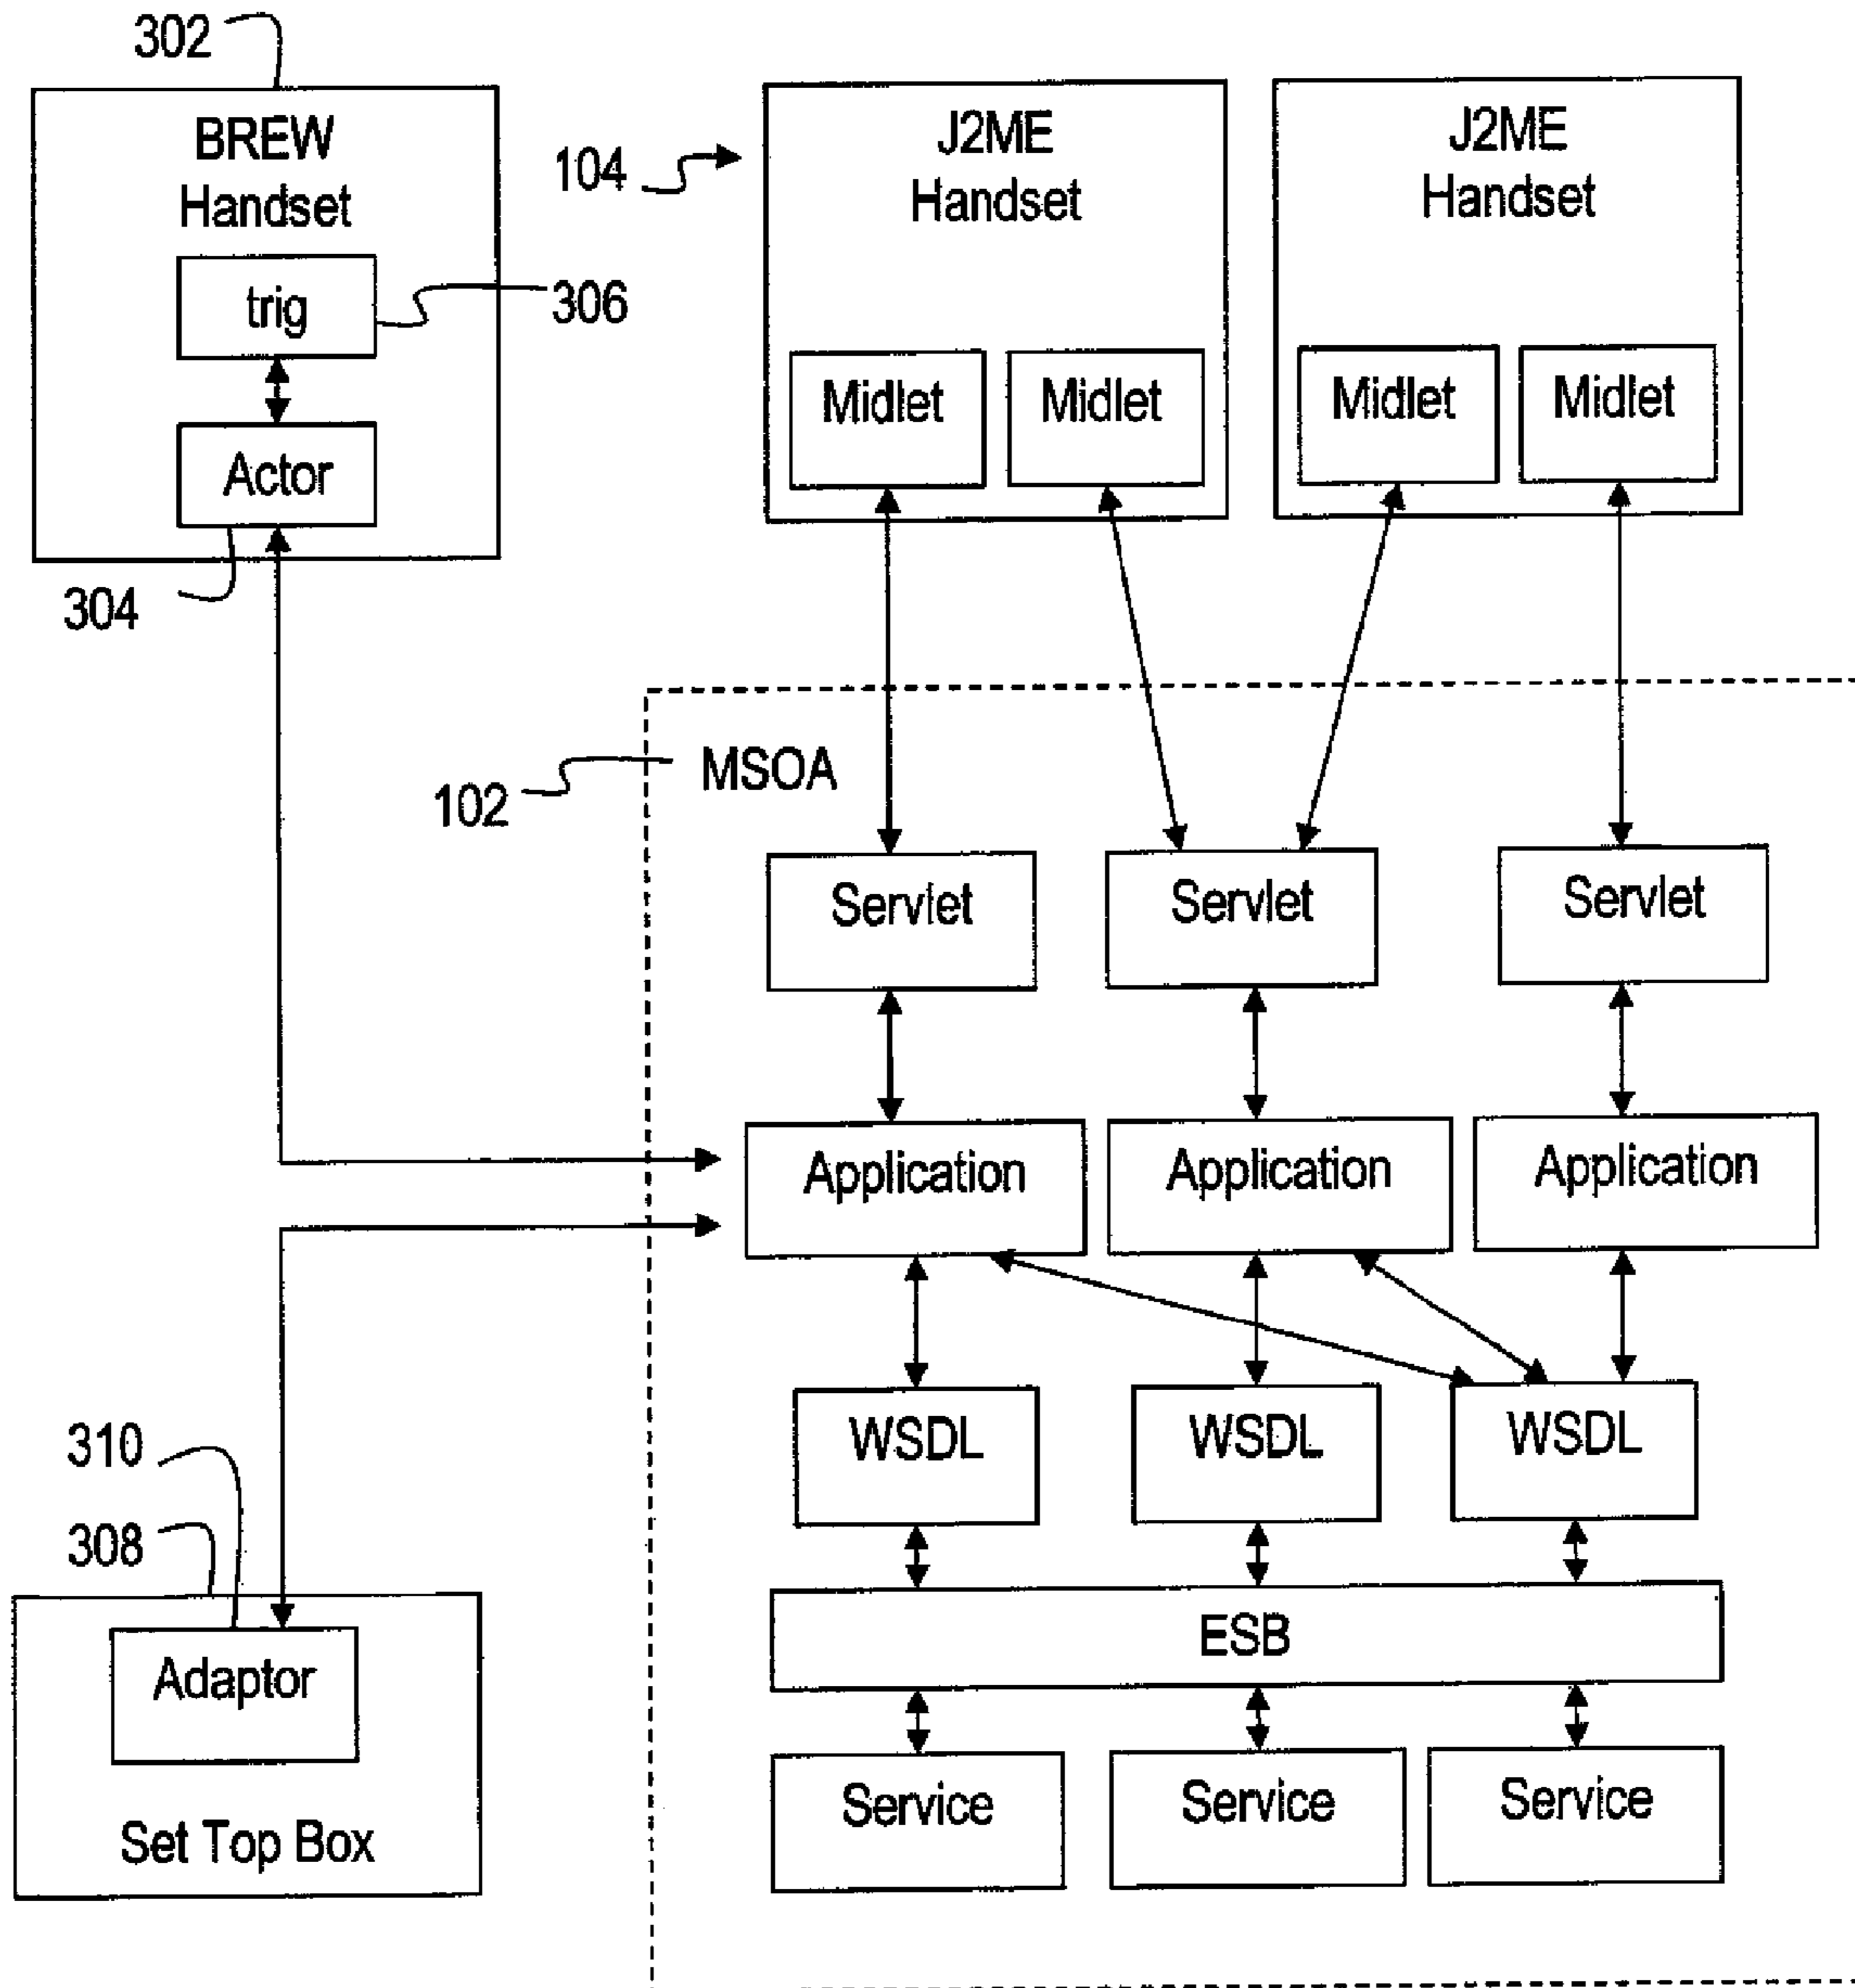 302
BREW
Handset
trig
306
Actor
304
104
J2ME
Handset
Midlet
Midlet
J2ME
Handset
Midlet
Midlet
102
MSOA
Servlet
Servlet
Servlet
Application
Application
Application
WSDL
WSDL
WSDL
310
308
Adaptor
Set Top Box
ESB
Service
Service
Service